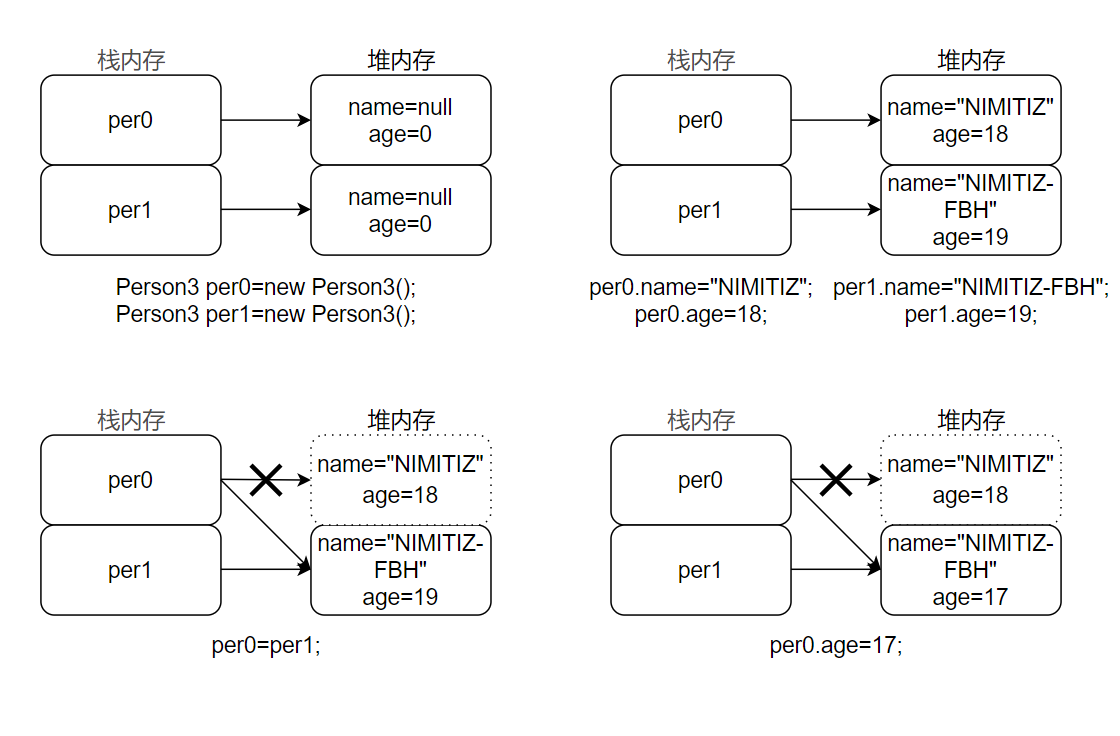 栈内存
堆内存
per0
name=null
age=0
per1
name=null
age=0
Person3 per0=new Person3();
Person3 per1=new Person3();
栈内存
堆内存
per0
name="NIMITIZ"
age=18
per1
name="NIMITIZ-
FBH"
age=19
per0.name="NIMITIZ";
per0.age=18;
per1.name="NIMITIZ-FBH";
per1.age=19;
栈内存
堆内存
per0
name="NIMITIZ"
age=18
per1
name="NIMITIZ-
FBH"
age=19
per0=per1;
栈内存
堆内存
per0
name="NIMITIZ"
age=18
per1
name="NIMITIZ-
FBH"
age=17
per0.age=17;